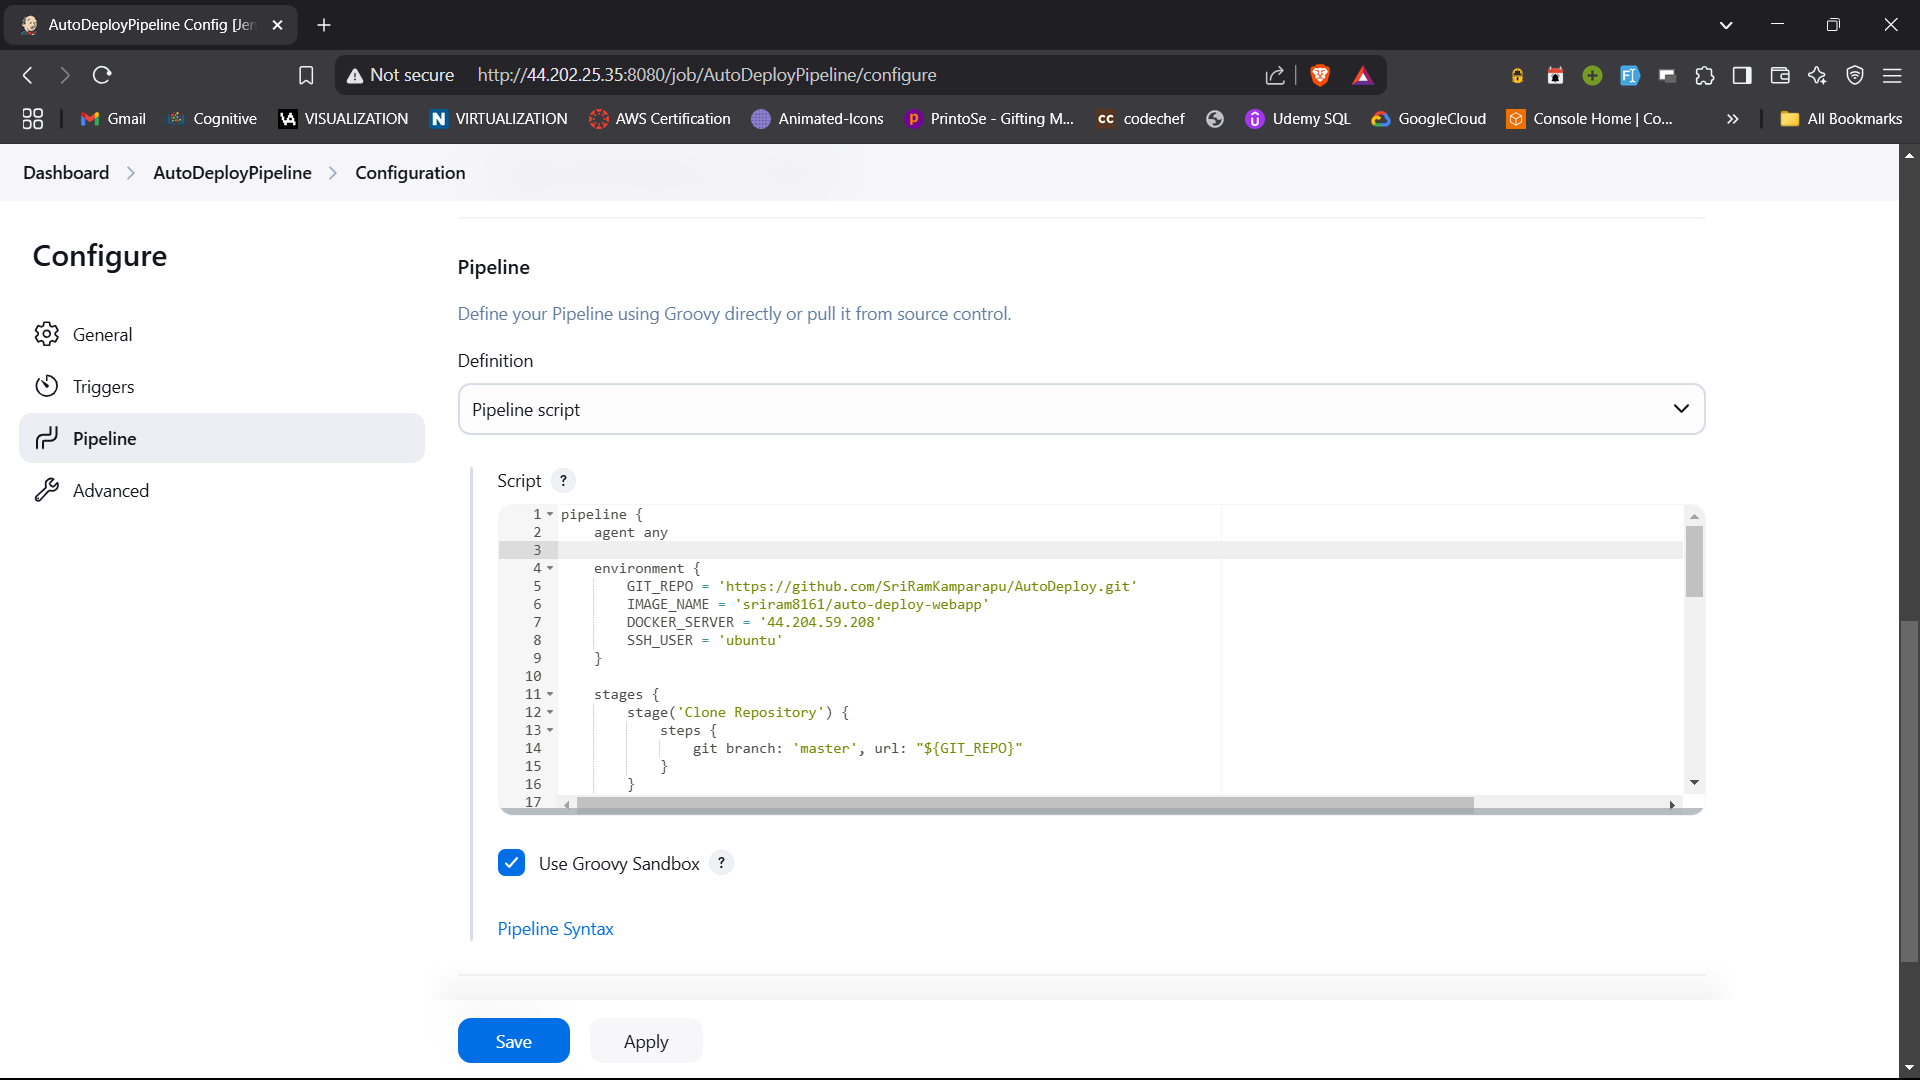 AutoDeployPipeline Config [Jen
Not secure http://44.202.25.35:8080/job/AutoDeployPipeline/configure
Gmail Cognitive VISUALIZATION VIRTUALIZATION AWS Certification Animated-Icons PrintoSe - Gifting M... codechef Udemy SQL GoogleCloud Console Home | Co... » All Bookmarks
Dashboard AutoDeployPipeline Configuration
Configure
General
Triggers
Pipeline
Advanced
Pipeline
Define your Pipeline using Groovy directly or pull it from source control.
Definition
Pipeline script
Script ?
1 pipeline {
2     agent any
3
4     environment {
5         GIT_REPO = 'https://github.com/SriRamKamparapu/AutoDeploy.git'
6         IMAGE_NAME = 'sriram8161/auto-deploy-webapp'
7         DOCKER_SERVER = '44.204.59.208'
8         SSH_USER = 'ubuntu'
9     }
10
11     stages {
12         stage('Clone Repository') {
13             steps {
14                 git branch: 'master', url: "${GIT_REPO}"
15             }
16         }
17
Use Groovy Sandbox ?
Pipeline Syntax
Save Apply